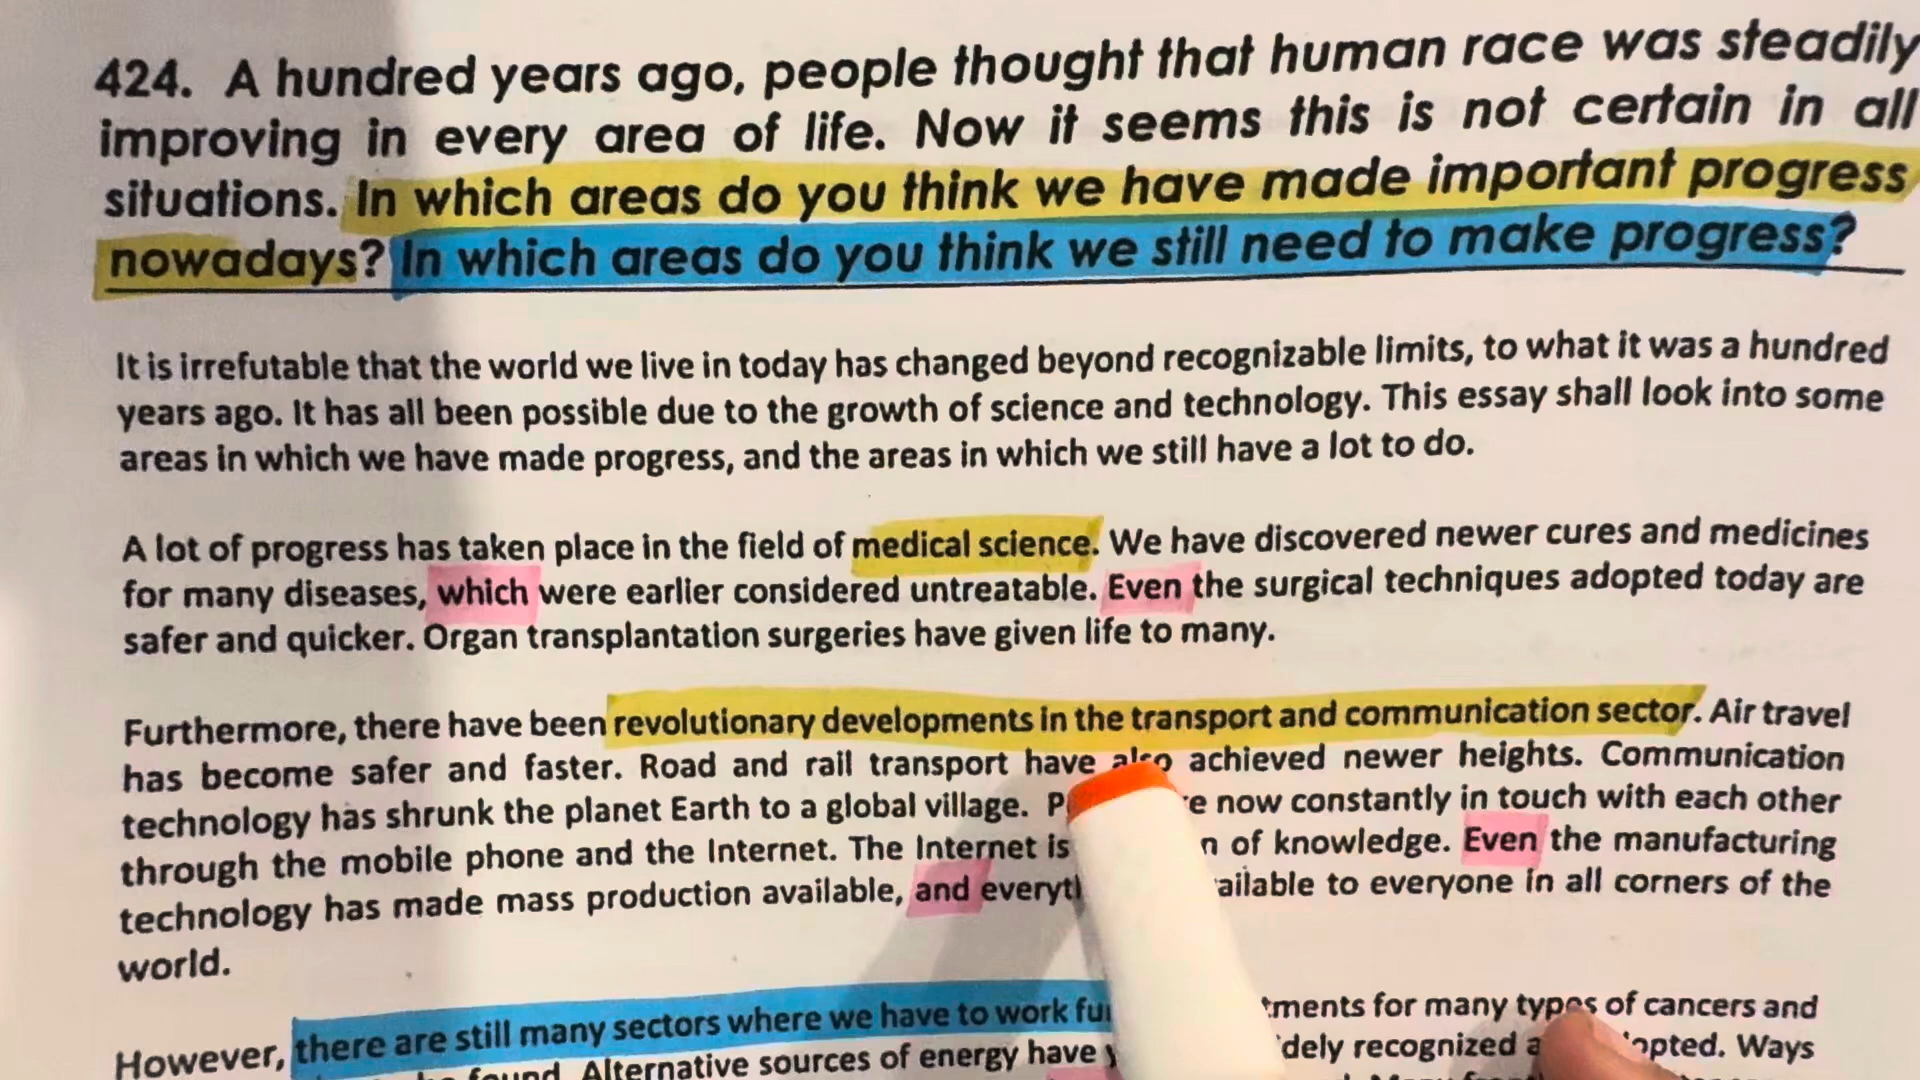 424. A hundred years ago, people thought that human race was steadily
improving in every area of life. Now it seems this is not certain in all
situations. In which areas do you think we have made important progress
nowadays? In which areas do you think we still need to make progress?
It is irrefutable that the world we live in today has changed beyond recognizable limits, to what it was a hundred
years ago. It has all been possible due to the growth of science and technology. This essay shall look into some
areas in which we have made progress, and the areas in which we still have a lot to do.
A lot of progress has taken place in the field of medical science. We have discovered newer cures and medicines
for many diseases, which were earlier considered untreatable. Even the surgical techniques adopted today are
safer and quicker. Organ transplantation surgeries have given life to many.
Furthermore, there have been revolutionary developments in the transport and communication sector. Air travel
has become safer and faster. Road and rail transport have also achieved newer heights. Communication
technology has shrunk the planet Earth to a global village. now constantly in touch with each other
through the mobile phone and the Internet. The Internet is of knowledge. Even the manufacturing
technology has made mass production available, and to everyone in all corners of the
world.
However, there are still many sectors where we have to work for many types of cancers and
found. Alternative sources of energy have recognized Ways